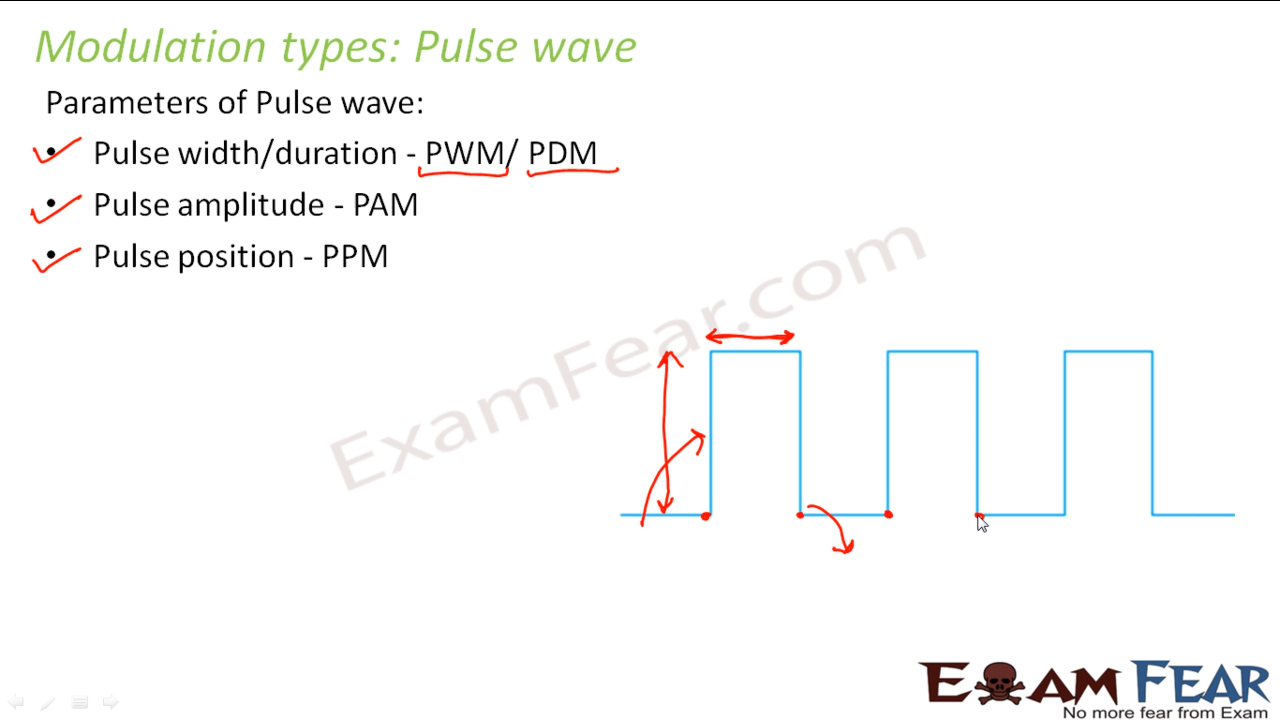 Modulation types: Pulse wave
Parameters of Pulse wave:
• Pulse width/duration - PWM/ PDM
• Pulse amplitude - PAM
• Pulse position - PPM
ExamFear.com
EXAM FEAR
No more fear from Exam